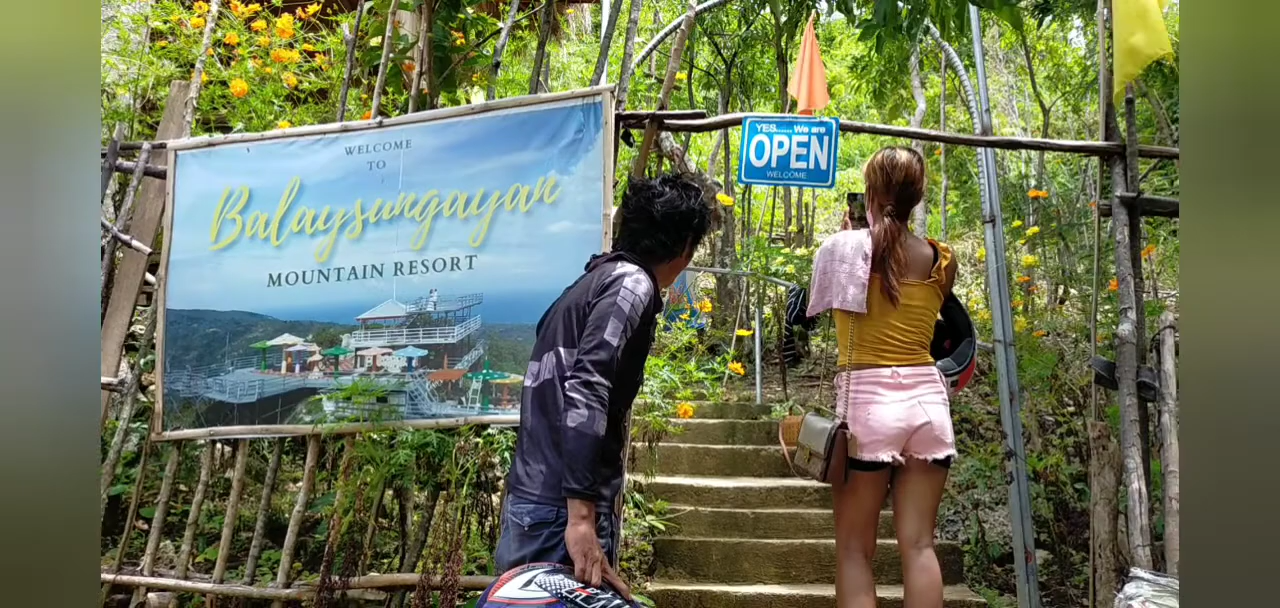 WELCOME
TO
Balaysungayan
MOUNTAIN RESORT
YES...... We are
OPEN
WELCOME